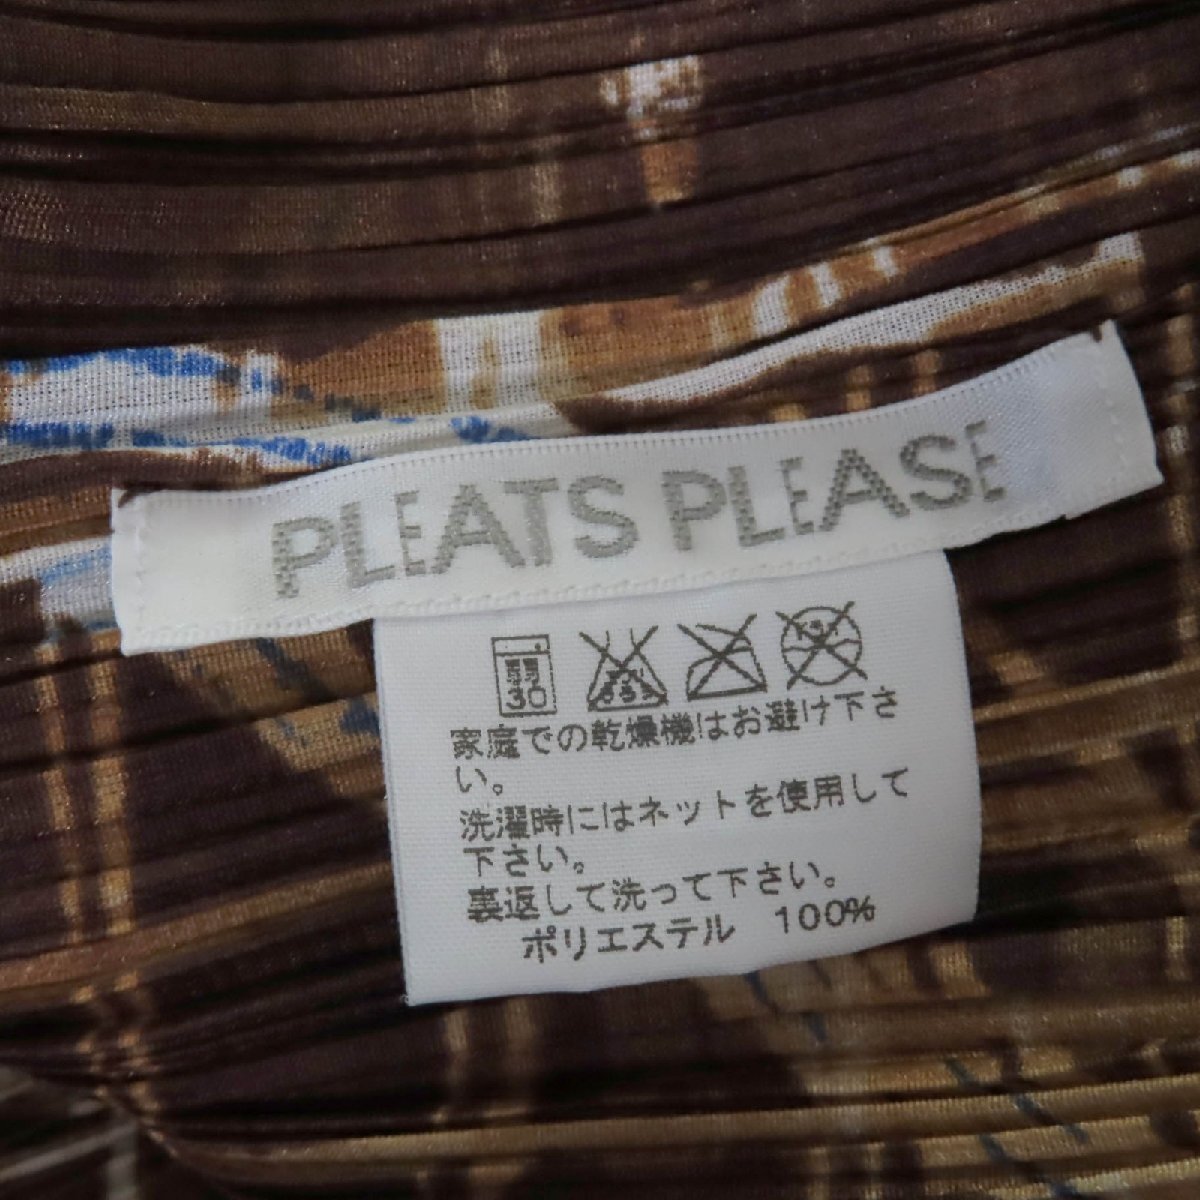 PLEATS PLEASE
弱
30
家庭での乾燥機はお避け下さ
い。
洗濯時にはネットを使用して
下さい。
裏返して洗って下さい。
ポリエステル 100%